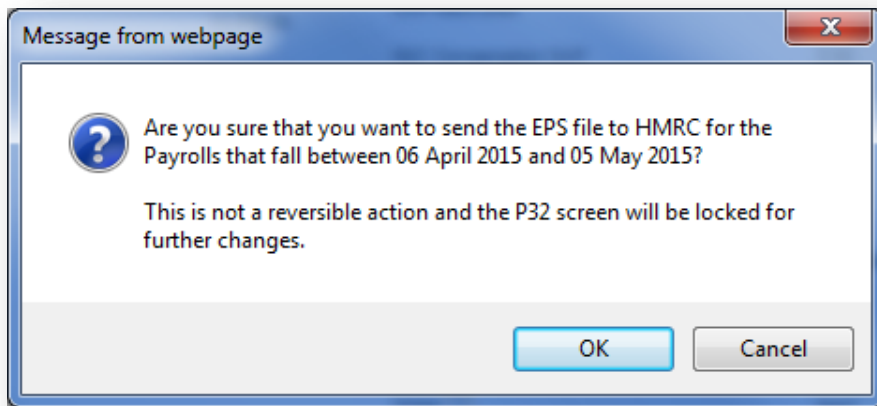 Message from webpage
Are you sure that you want to send the EPS file to HMRC for the
Payrolls that fall between 06 April 2015 and 05 May 2015?
This is not a reversible action and the P32 screen will be locked for
further changes.
OK
Cancel